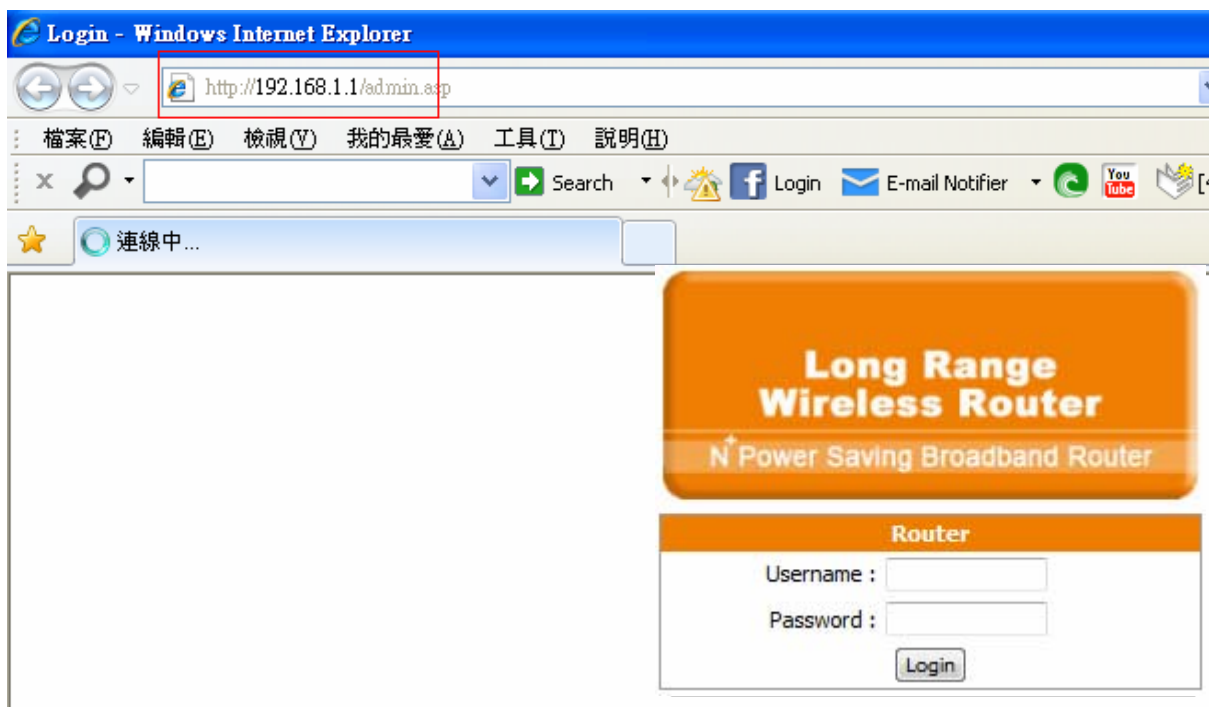 Login - Windows Internet Explorer
http://192.168.1.1/admin.asp
檔案(F) 編輯(E) 檢視(V) 我的最愛(A) 工具(T) 說明(H)
x Search f Login E-mail Notifier You Tube
連線中...
Long Range
Wireless Router
N+ Power Saving Broadband Router
Router
Username :
Password :
Login